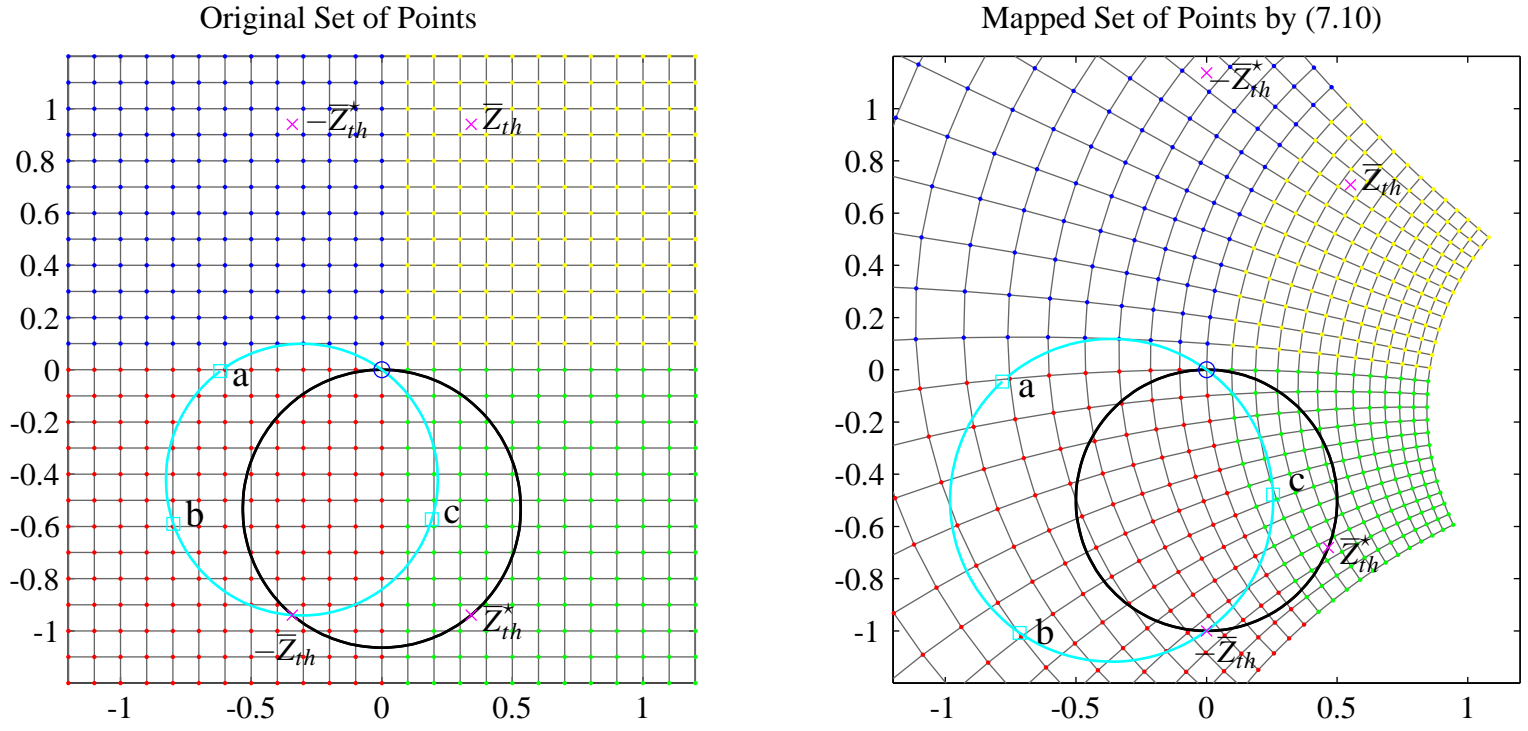 Original Set of Points
1
0.8
0.6
0.4
0.2
0
-0.2
-0.4
-0.6
-0.8
-1
-1
-0.5
0
0.5
1
−Z̅*th
Z̅th
a
b
c
−Z̅th
Z̅*th
Mapped Set of Points by (7.10)
1
0.8
0.6
0.4
0.2
0
-0.2
-0.4
-0.6
-0.8
-1
-1
-0.5
0
0.5
1
−Z̅*th
Z̅th
a
c
Z̅*th
b
−Z̅th